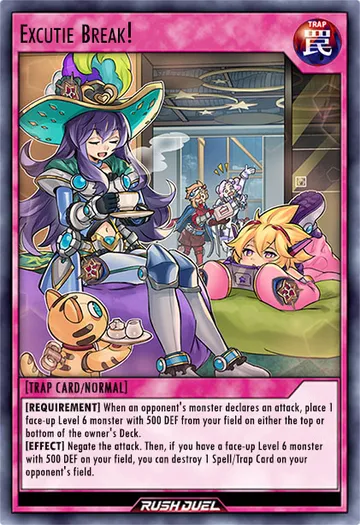 EXCUTIE BREAK!
TRAP
罠
[TRAP CARD/NORMAL]
[REQUIREMENT] When an opponent's monster declares an attack, place 1
face-up Level 6 monster with 500 DEF from your field on either the top or
bottom of the owner's Deck.
[EFFECT] Negate the attack. Then, if you have a face-up Level 6 monster
with 500 DEF on your field, you can destroy 1 Spell/Trap Card on your
opponent's field.
RUSH DUEL